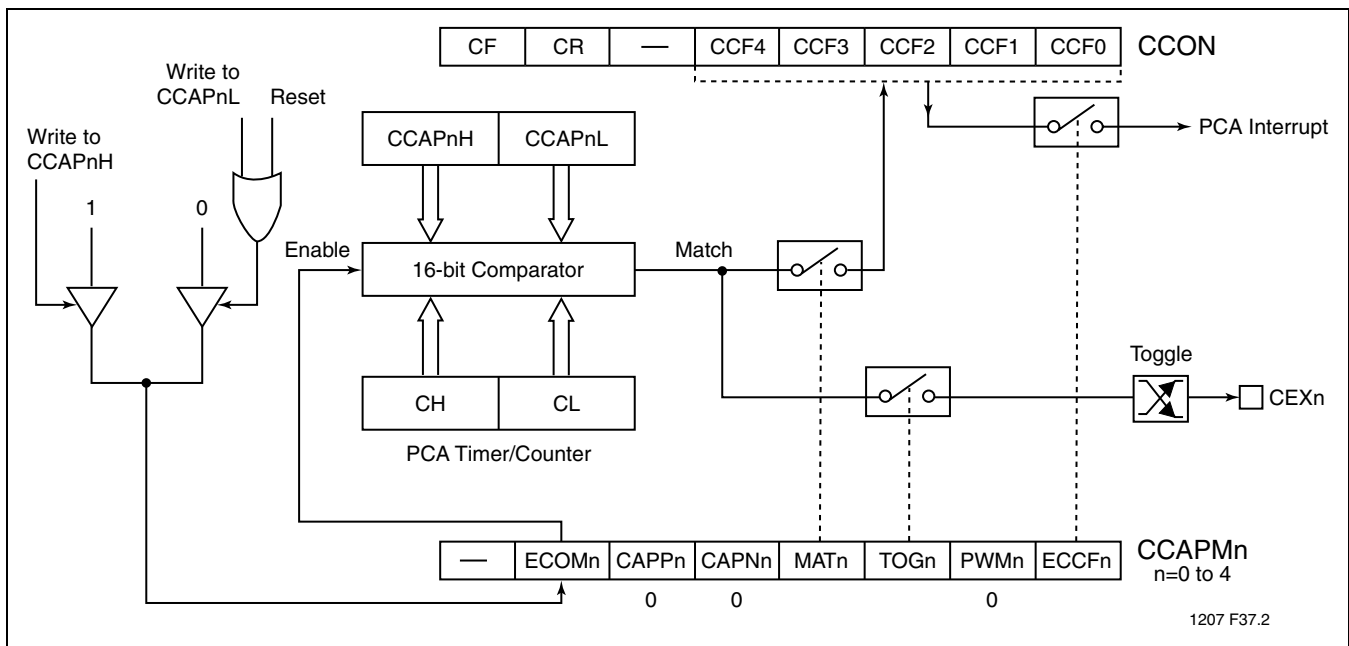 CF CR — CCF4 CCF3 CCF2 CCF1 CCF0 CCON
Write to
CCAPnL
Reset
Write to
CCAPnH
1
0
CCAPnH CCAPnL
PCA Interrupt
Enable
16-bit Comparator
Match
CH CL
PCA Timer/Counter
Toggle
CEXn
— ECOMn CAPPn CAPNn MATn TOGn PWMn ECCFn CCAPMn
n=0 to 4
0 0 0
1207 F37.2